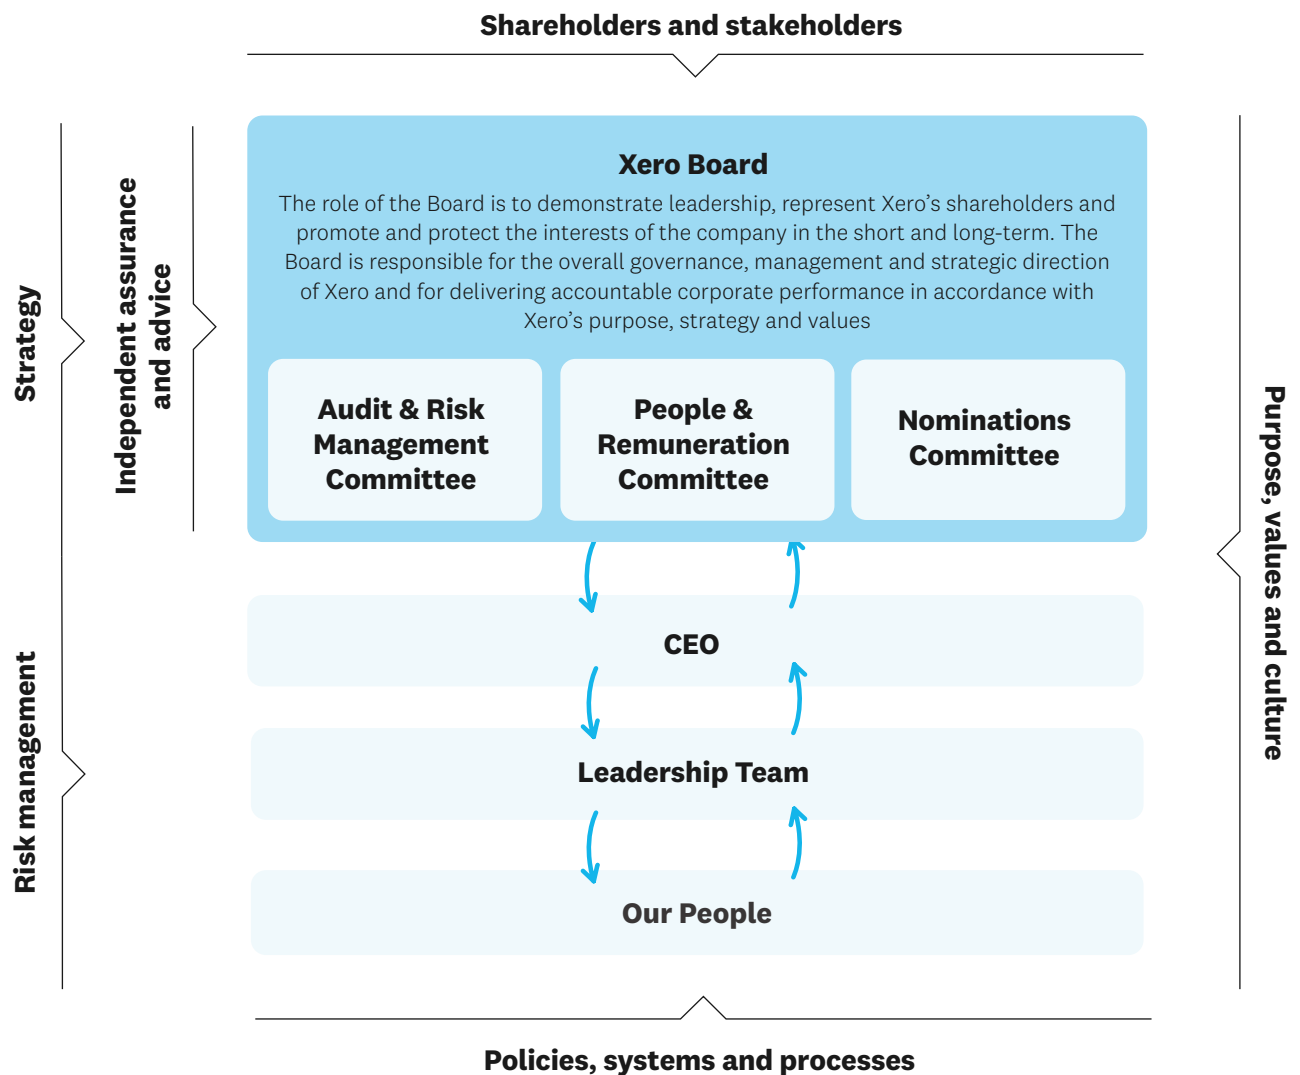 Shareholders and stakeholders
Strategy
Risk management
Independent assurance
and advice
Xero Board
The role of the Board is to demonstrate leadership, represent Xero’s shareholders and
promote and protect the interests of the company in the short and long-term. The
Board is responsible for the overall governance, management and strategic direction
of Xero and for delivering accountable corporate performance in accordance with
Xero’s purpose, strategy and values
Audit & Risk
Management
Committee
People &
Remuneration
Committee
Nominations
Committee
CEO
Leadership Team
Our People
Purpose, values and culture
Policies, systems and processes